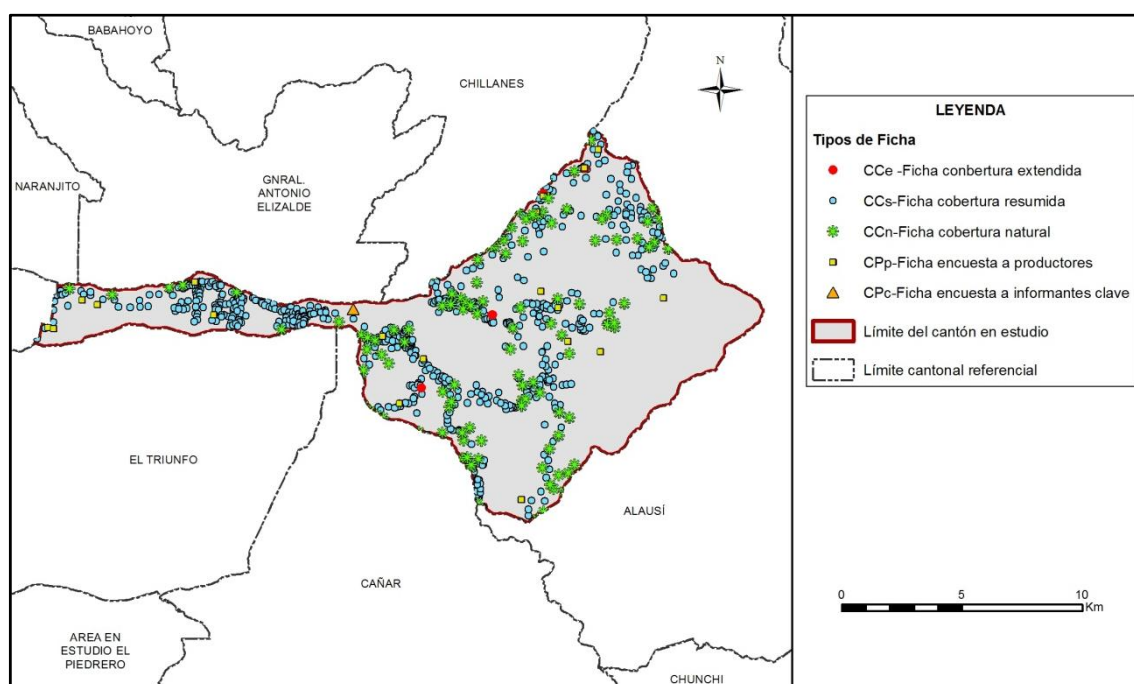 BABAHOYO
CHILLANES
N
NARANJITO
GNRAL.
ANTONIO
ELIZALDE
EL TRIUNFO
ALAUSÍ
CAÑAR
AREA EN
ESTUDIO EL
PIEDRERO
CHUNCHI
LEYENDA
Tipos de Ficha
CCe -Ficha conbertura extendida
CCs-Ficha cobertura resumida
CCn-Ficha cobertura natural
CPp-Ficha encuesta a productores
CPc-Ficha encuesta a informantes clave
Límite del cantón en estudio
Límite cantonal referencial
0 5 10
Km